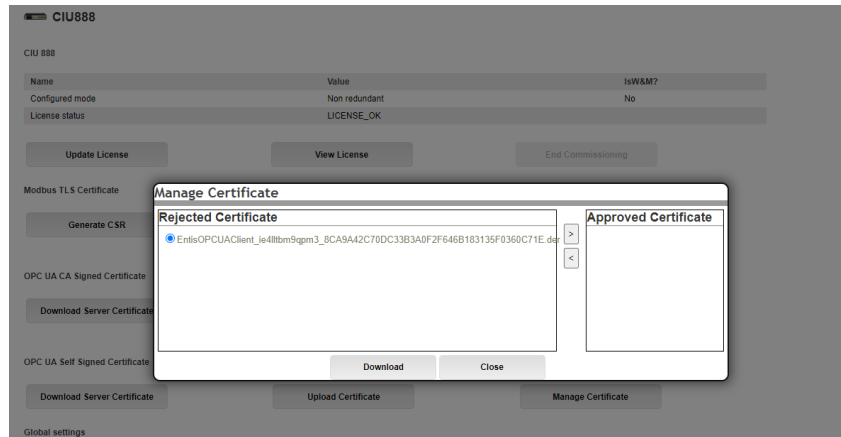 CIU888
CIU 888
Name Value IsW&M?
Configured mode Non redundant No
License status LICENSE_OK
Update License View License End Commissioning
Modbus TLS Certificate
Manage Certificate
Generate CSR
Rejected Certificate
EntisOPCUAClient_ie4lltbm9qpm3_8CA9A42C70DC33B3A0F2F646B183135F0360C71E.der
>
<
Approved Certificate
OPC UA CA Signed Certificate
Download Server Certificate
OPC UA Self Signed Certificate
Download Close
Download Server Certificate Upload Certificate Manage Certificate
Global settings